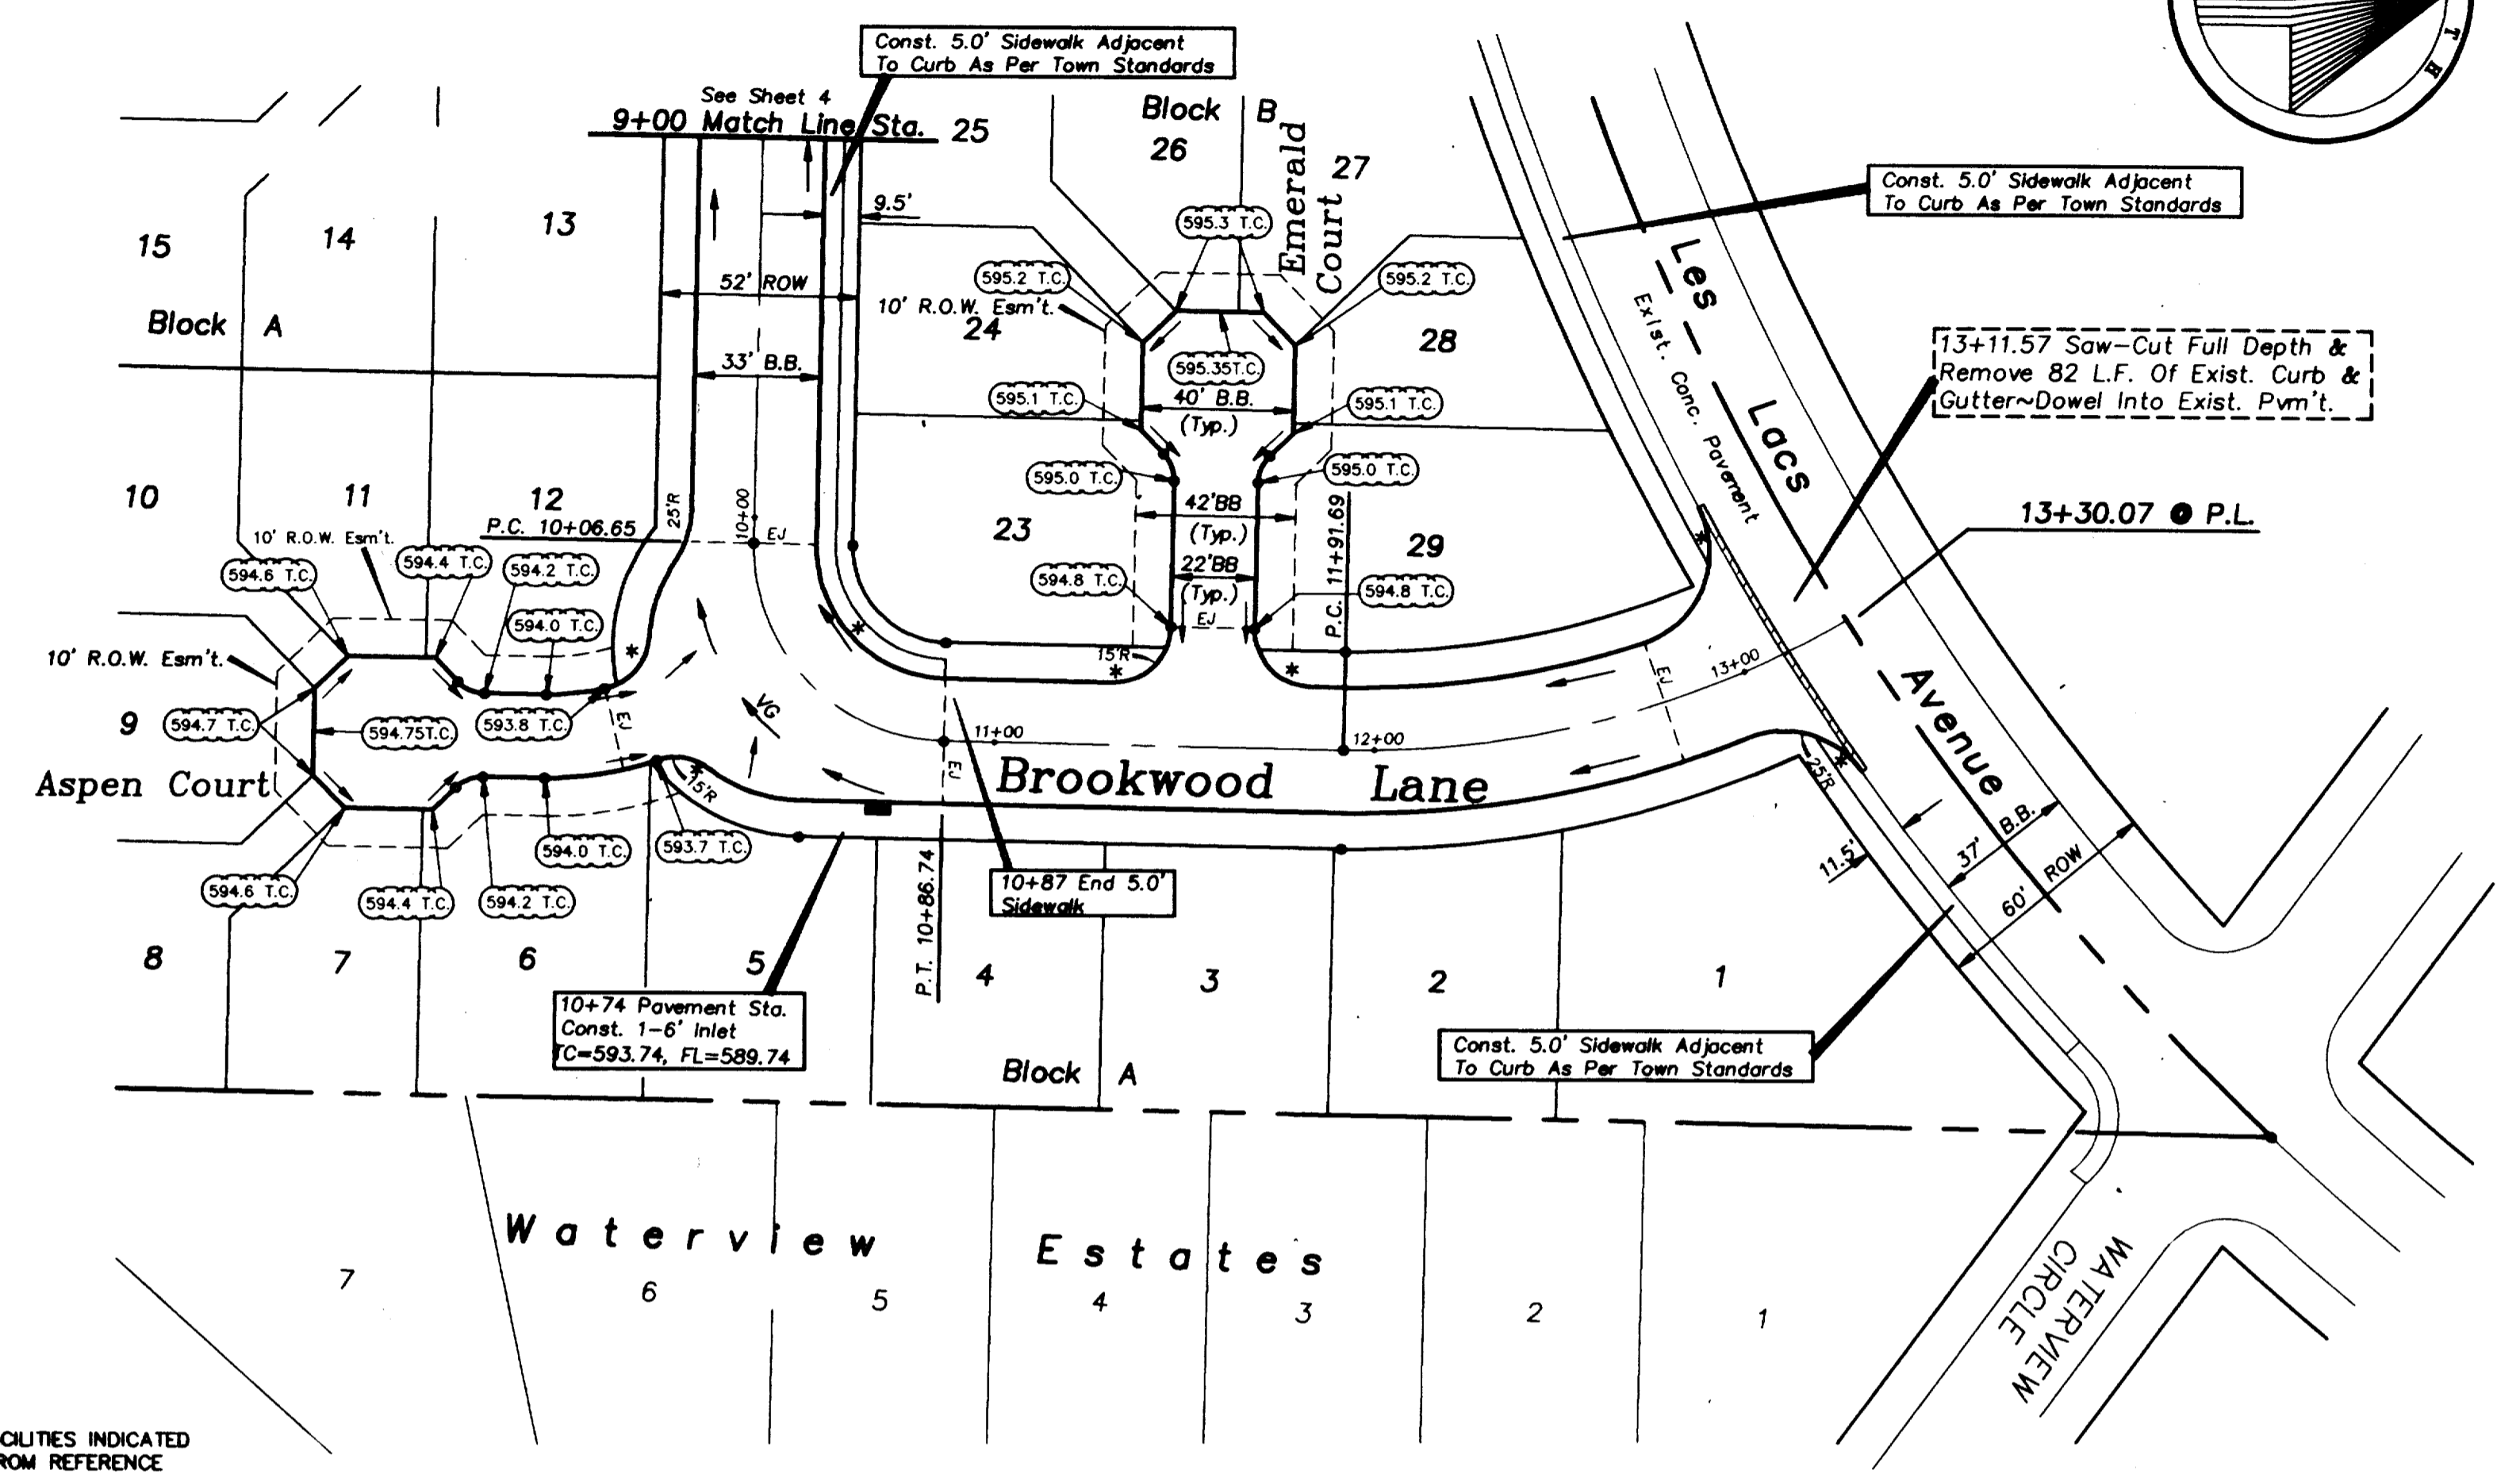 Const. 5.0' Sidewalk Adjacent
To Curb As Per Town Standards
See Sheet 4
9+00 Match Line Sta.
25
Block B
26
Emerald
Court
27
T
H
Const. 5.0' Sidewalk Adjacent
To Curb As Per Town Standards
15
14
13
9.5'
595.3 T.C.
595.2 T.C.
595.2 T.C.
52' ROW
10' R.O.W. Esm't.
24
28
Block A
33' B.B.
595.35T.C.
595.1 T.C.
40' B.B.
(Typ.)
595.1 T.C.
Les Lacs Avenue
Exist. Conc. Pavement
13+11.57 Saw-Cut Full Depth &
Remove 82 L.F. Of Exist. Curb &
Gutter~Dowel Into Exist. Pvm't.
595.0 T.C.
595.0 T.C.
10
11
12
25'R
10+00
P.C. 10+06.65
EJ
23
42'BB
(Typ.)
P.C. 11+91.69
29
13+30.07 @ P.L.
10' R.O.W. Esm't.
594.6 T.C.
594.4 T.C.
594.2 T.C.
594.0 T.C.
594.8 T.C.
22'BB
(Typ.)
EJ
594.8 T.C.
10' R.O.W. Esm't.
*
*
15'R
*
*
*
EJ
13+00
9
594.7 T.C.
594.75T.C.
593.8 T.C.
EJ
VG
11+00
12+00
Aspen Court
*
15'R
EJ
Brookwood Lane
25'R
*
37' B.B.
60' ROW
11.5'
594.0 T.C.
593.7 T.C.
594.6 T.C.
594.4 T.C.
594.2 T.C.
P.T. 10+86.74
10+87 End 5.0'
Sidewalk
8
7
6
5
4
3
2
1
10+74 Pavement Sta.
Const. 1-6' Inlet
TC=593.74, FL=589.74
Block A
Const. 5.0' Sidewalk Adjacent
To Curb As Per Town Standards
Waterview Estates
7
6
5
4
3
2
1
WATERVIEW
CIRCLE
CILITIES INDICATED
ROM REFERENCE